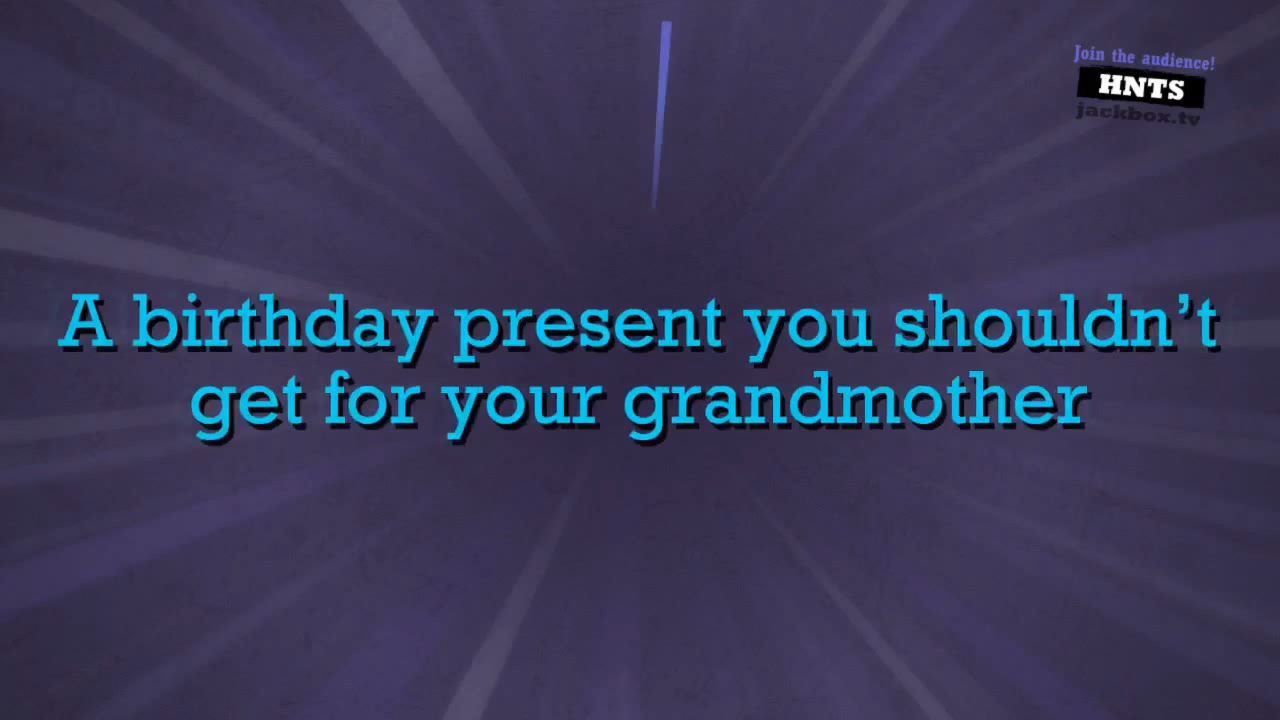 Join the audience!
HNTS
jackbox.tv
A birthday present you shouldn’t
get for your grandmother